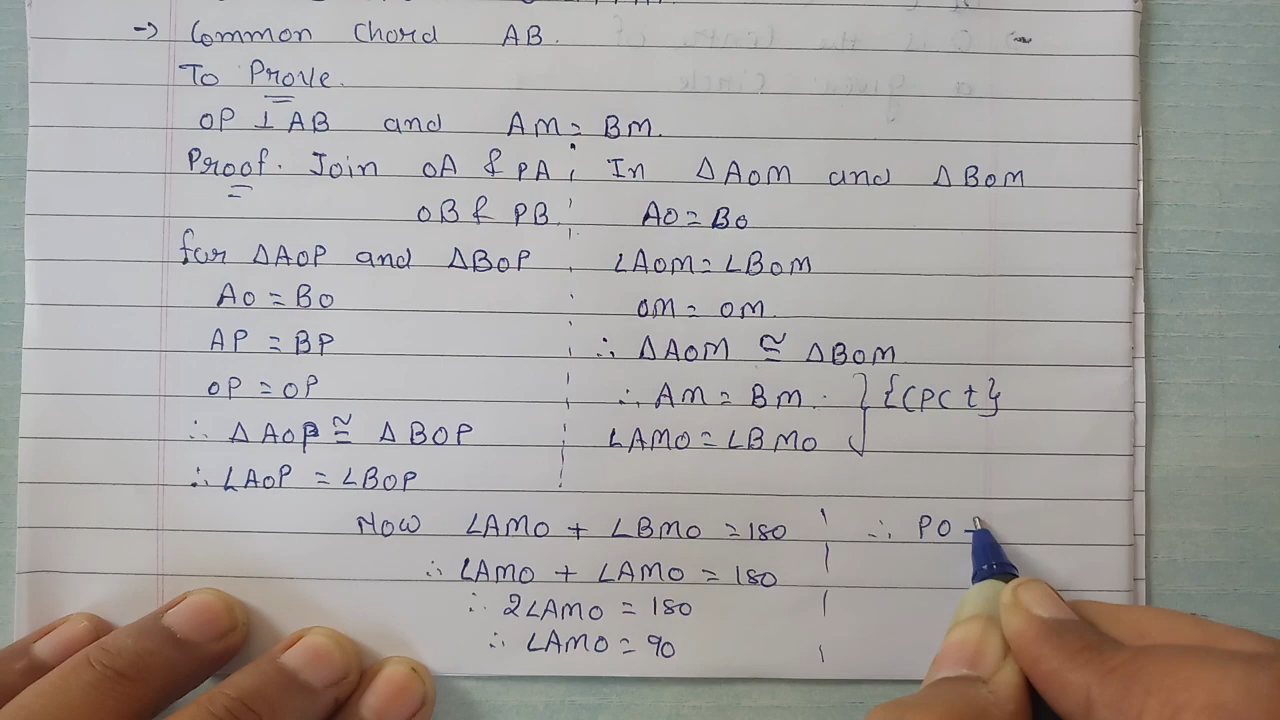 → Common Chord AB.
To Prove.
OP ⊥ AB and AM = BM.
Proof. Join OA & PA
OB & PB.
for ΔAOP and ΔBOP
AO = BO
AP = BP
OP = OP
∴ ΔAOP ≅ ΔBOP
∴ ∠AOP = ∠BOP
In ΔAOM and ΔBOM
AO = BO
∠AOM = ∠BOM
OM = OM
∴ ΔAOM ≅ ΔBOM
∴ AM = BM. } {CPCt}
∠AMO = ∠BMO
Now ∠AMO + ∠BMO = 180
∴ ∠AMO + ∠AMO = 180
∴ 2∠AMO = 180
∴ ∠AMO = 90
∴ PO